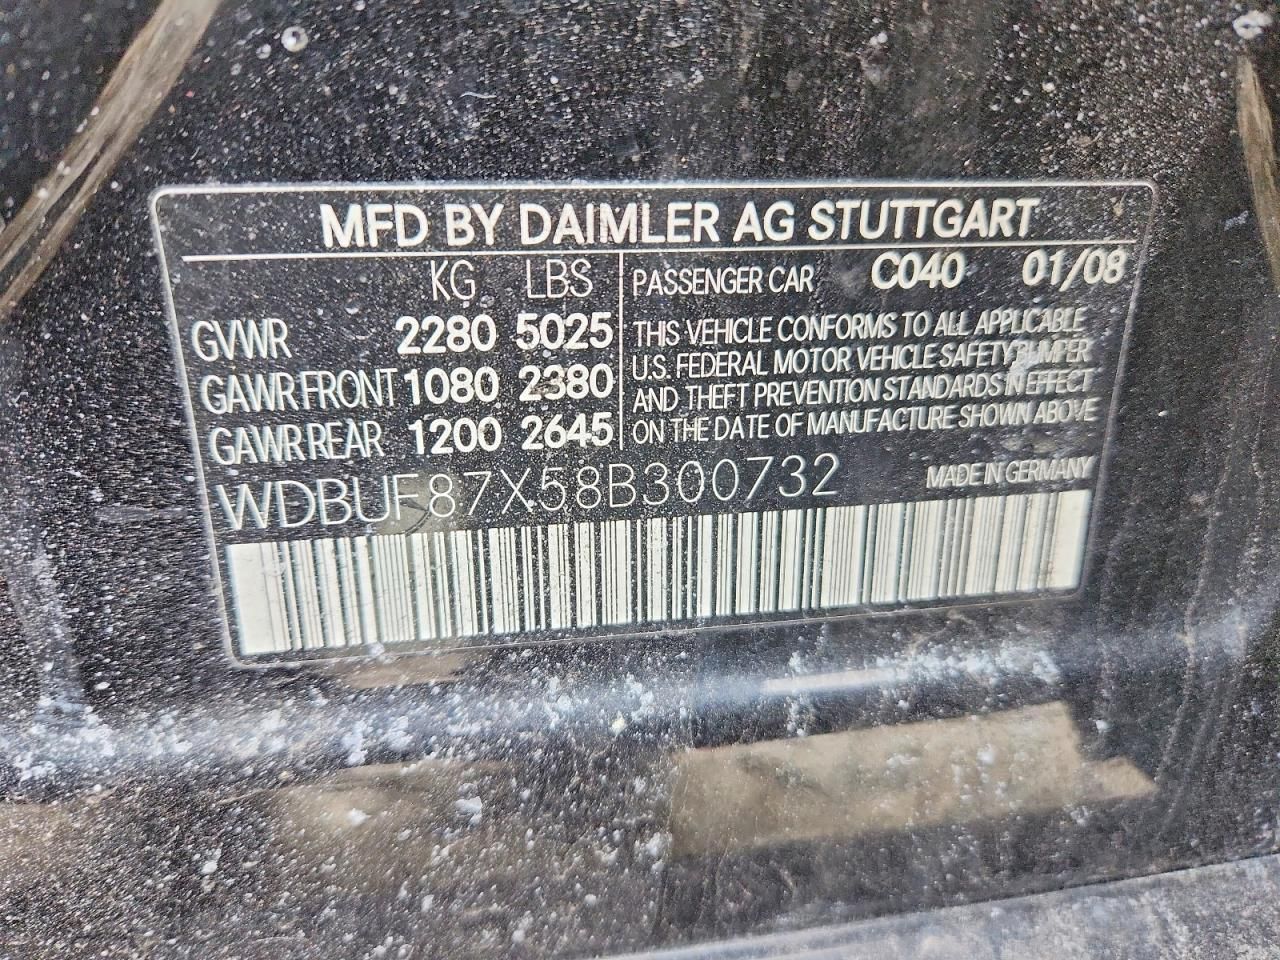 MFD BY DAIMLER AG STUTTGART
KG LBS
GVWR 2280 5025
GAWR FRONT 1080 2380
GAWR REAR 1200 2645
PASSENGER CAR C040 01/08
THIS VEHICLE CONFORMS TO ALL APPLICABLE
U.S. FEDERAL MOTOR VEHICLE SAFETY, BUMPER
AND THEFT PREVENTION STANDARDS IN EFFECT
ON THE DATE OF MANUFACTURE SHOWN ABOVE
WDBUF87X58B300732 MADE IN GERMANY